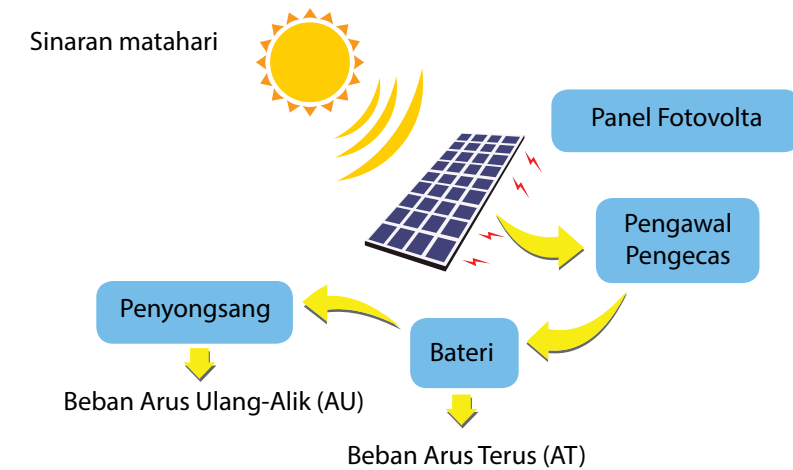 Sinaran matahari
Panel Fotovolta
Pengawal
Pengecas
Penyongsang
Bateri
Beban Arus Ulang-Alik (AU)
Beban Arus Terus (AT)